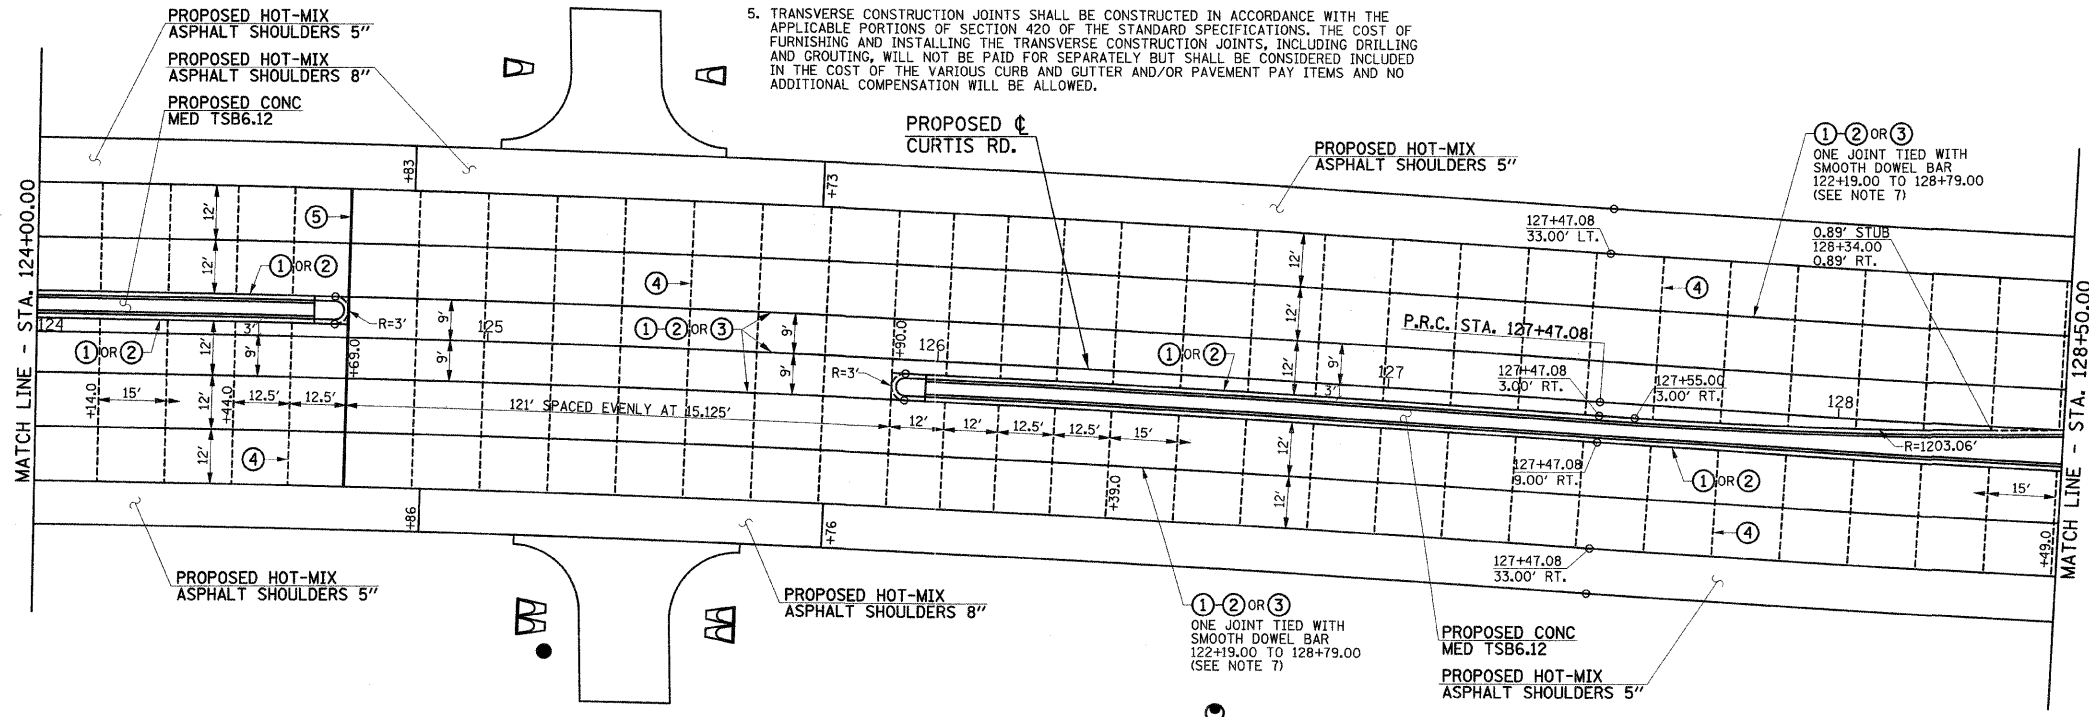 PROPOSED HOT-MIX
ASPHALT SHOULDERS 5"
PROPOSED HOT-MIX
ASPHALT SHOULDERS 8"
PROPOSED CONC
MED TSB6.12
5. TRANSVERSE CONSTRUCTION JOINTS SHALL BE CONSTRUCTED IN ACCORDANCE WITH THE
APPLICABLE PORTIONS OF SECTION 420 OF THE STANDARD SPECIFICATIONS. THE COST OF
FURNISHING AND INSTALLING THE TRANSVERSE CONSTRUCTION JOINTS, INCLUDING DRILLING
AND GROUTING, WILL NOT BE PAID FOR SEPARATELY BUT SHALL BE CONSIDERED INCLUDED
IN THE COST OF THE VARIOUS CURB AND GUTTER AND/OR PAVEMENT PAY ITEMS AND NO
ADDITIONAL COMPENSATION WILL BE ALLOWED.
PROPOSED ℄
CURTIS RD.
PROPOSED HOT-MIX
ASPHALT SHOULDERS 5"
1-2 OR 3
ONE JOINT TIED WITH
SMOOTH DOWEL BAR
122+19.00 TO 128+79.00
(SEE NOTE 7)
MATCH LINE - STA. 124+00.00
+83
+73
12'
12'
5
1 OR 2
4
124
3'
12'
9'
1 OR 2
R=3'
+69.0
9'
9'
125
1-2 OR 3
9'
9'
+90.0
126
R=3'
1 OR 2
12'
12'
12'
9'
3'
127
P.R.C. STA. 127+47.08
127+47.08
33.00' LT.
4
0.89' STUB
128+34.00
0.89' RT.
127+47.08
3.00' RT.
127+55.00
3.00' RT.
128
R=1203.06'
MATCH LINE - STA. 128+50.00
+14.0
15'
+44.0
12.5'
12.5'
12'
12'
4
121' SPACED EVENLY AT 15.125'
12'
12'
12.5'
12.5'
15'
+39.0
12'
12'
127+47.08
9.00' RT.
1 OR 2
4
15'
+49.0
+86
+76
127+47.08
33.00' RT.
PROPOSED HOT-MIX
ASPHALT SHOULDERS 5"
PROPOSED HOT-MIX
ASPHALT SHOULDERS 8"
1-2 OR 3
ONE JOINT TIED WITH
SMOOTH DOWEL BAR
122+19.00 TO 128+79.00
(SEE NOTE 7)
PROPOSED CONC
MED TSB6.12
PROPOSED HOT-MIX
ASPHALT SHOULDERS 5"